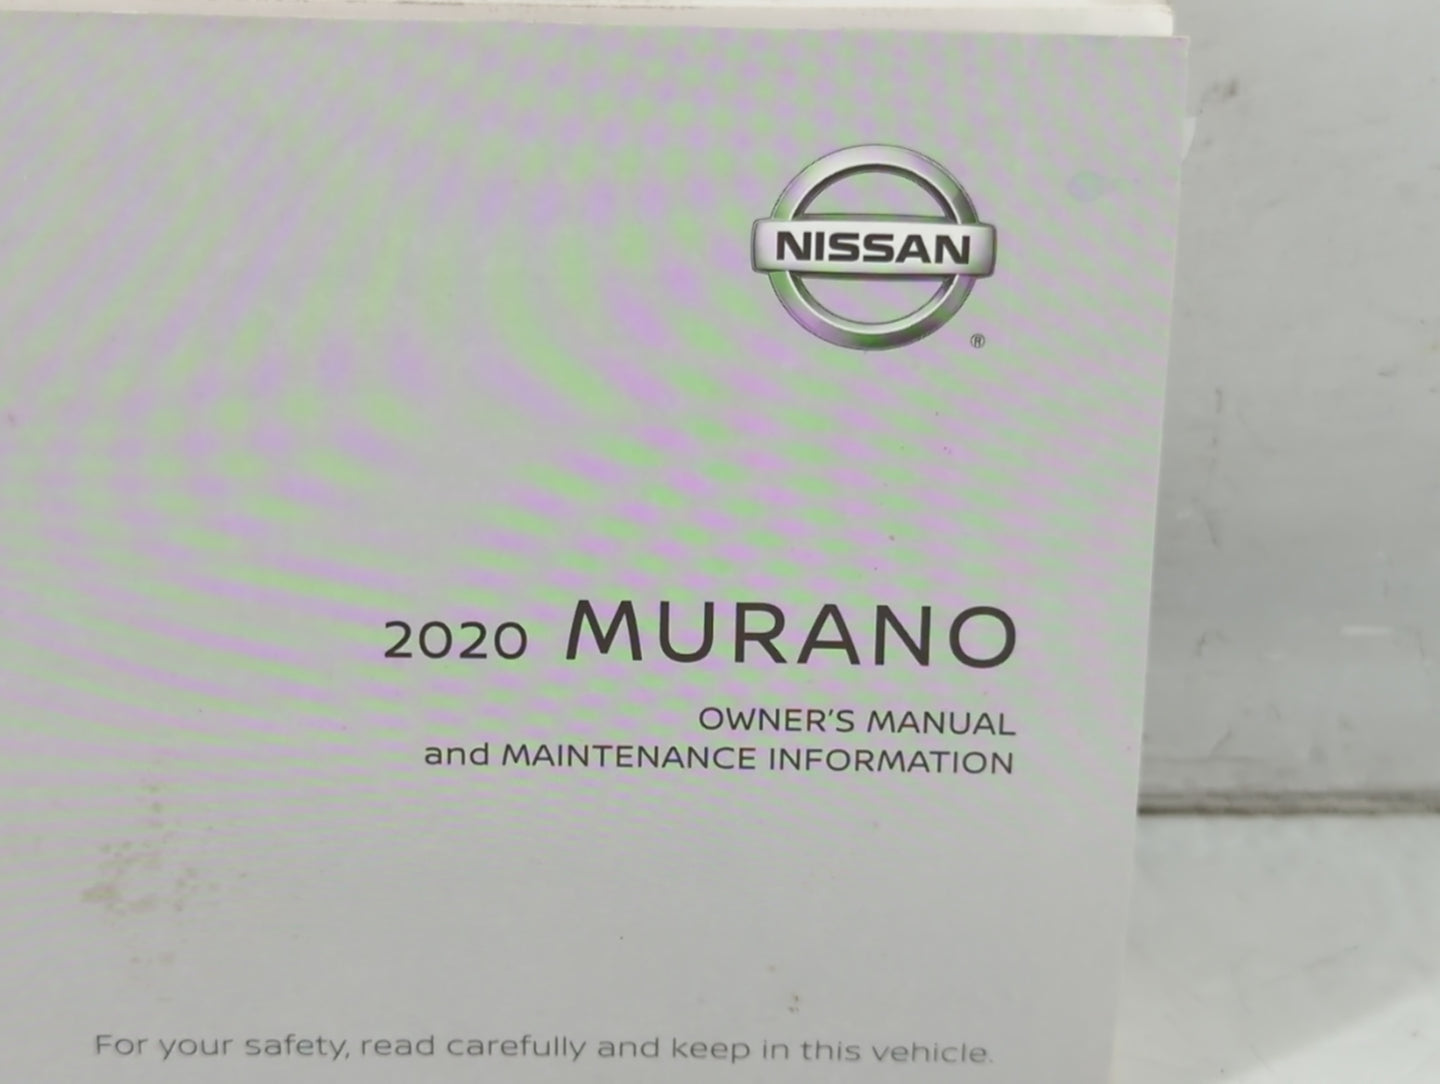 NISSAN
®
2020 MURANO
OWNER'S MANUAL
and MAINTENANCE INFORMATION
For your safety, read carefully and keep in this vehicle.